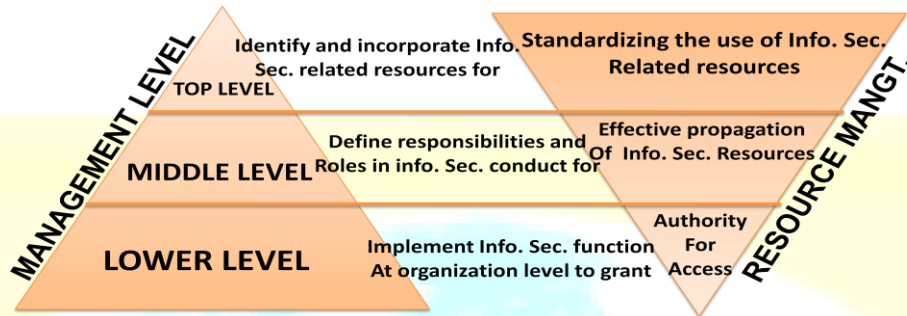 MANAGEMENT LEVEL
TOP LEVEL
Identify and incorporate Info.
Sec. related resources for
Standardizing the use of Info. Sec.
Related resources
MIDDLE LEVEL
Define responsibilities and
Roles in info. Sec. conduct for
Effective propagation
Of Info. Sec. Resources
LOWER LEVEL
Implement Info. Sec. function
At organization level to grant
Authority
For
Access
RESOURCE MANGT.